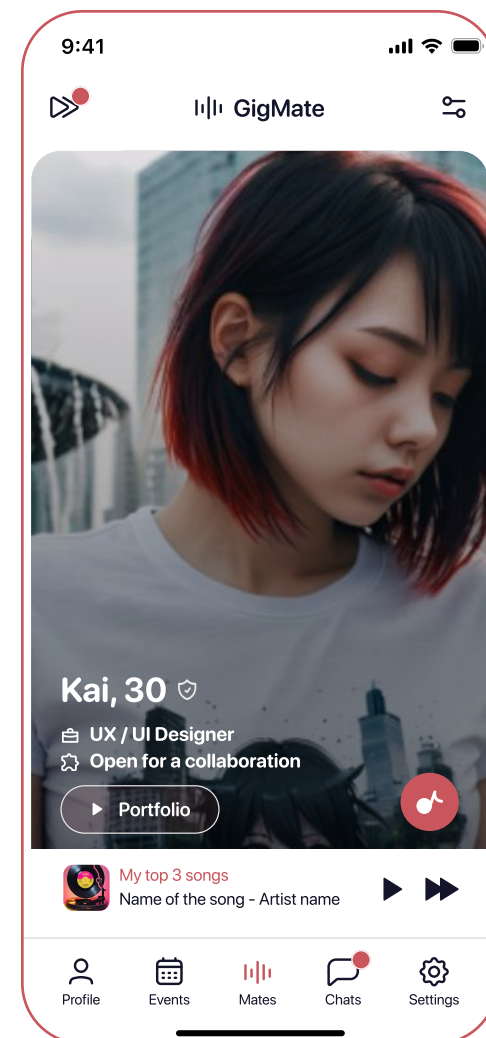 9:41
GigMate
Kai, 30
UX / UI Designer
Open for a collaboration
Portfolio
My top 3 songs
Name of the song - Artist name
Profile
Events
Mates
Chats
Settings